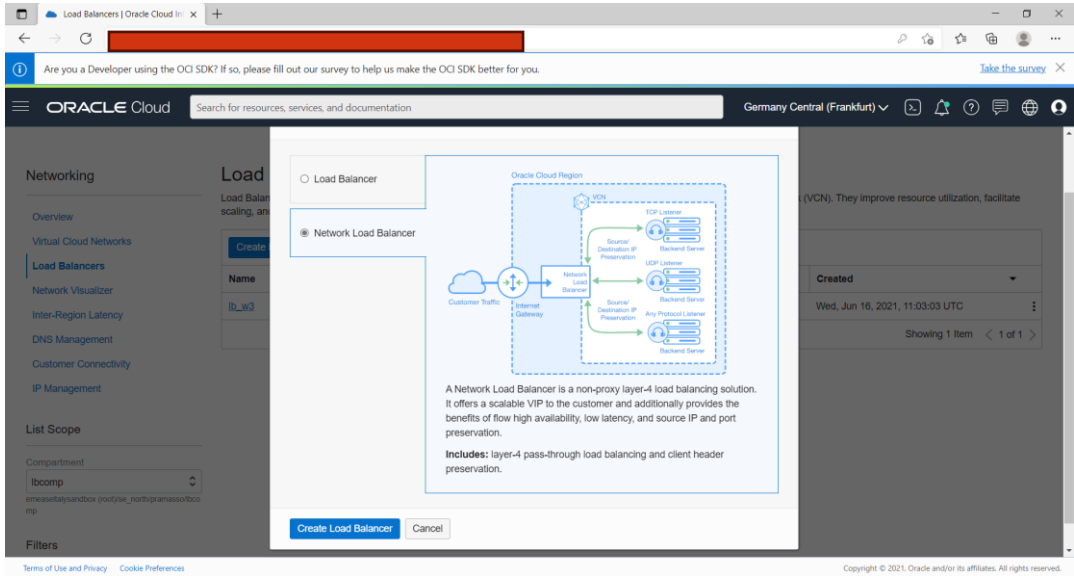 Load Balancers | Oracle Cloud In
Are you a Developer using the OCI SDK? If so, please fill out our survey to help us make the OCI SDK better for you.
Take the survey
ORACLE Cloud
Search for resources, services, and documentation
Germany Central (Frankfurt)
Networking
Overview
Virtual Cloud Networks
Load Balancers
Network Visualizer
Inter-Region Latency
DNS Management
Customer Connectivity
IP Management
List Scope
Compartment
lbcomp
mp
Filters
Load
Load Balan
scaling, and
(VCN). They improve resource utilization, facilitate
Create
Name
Created
lb_w3
Wed, Jun 16, 2021, 11:03:03 UTC
Showing 1 Item
1 of 1
Load Balancer
Network Load Balancer
Oracle Cloud Region
VCN
TCP Listener
Backend Server
Source/
Destination IP
Preservation
UDP Listener
Network
Load
Balancer
Backend Server
Customer Traffic
Internet
Gateway
Source/
Destination IP
Preservation
Any Protocol Listener
Backend Server
A Network Load Balancer is a non-proxy layer-4 load balancing solution.
It offers a scalable VIP to the customer and additionally provides the
benefits of flow high availability, low latency, and source IP and port
preservation.
Includes: layer-4 pass-through load balancing and client header
preservation.
Create Load Balancer
Cancel
Terms of Use and Privacy
Cookie Preferences
Copyright © 2021, Oracle and/or its affiliates. All rights reserved.